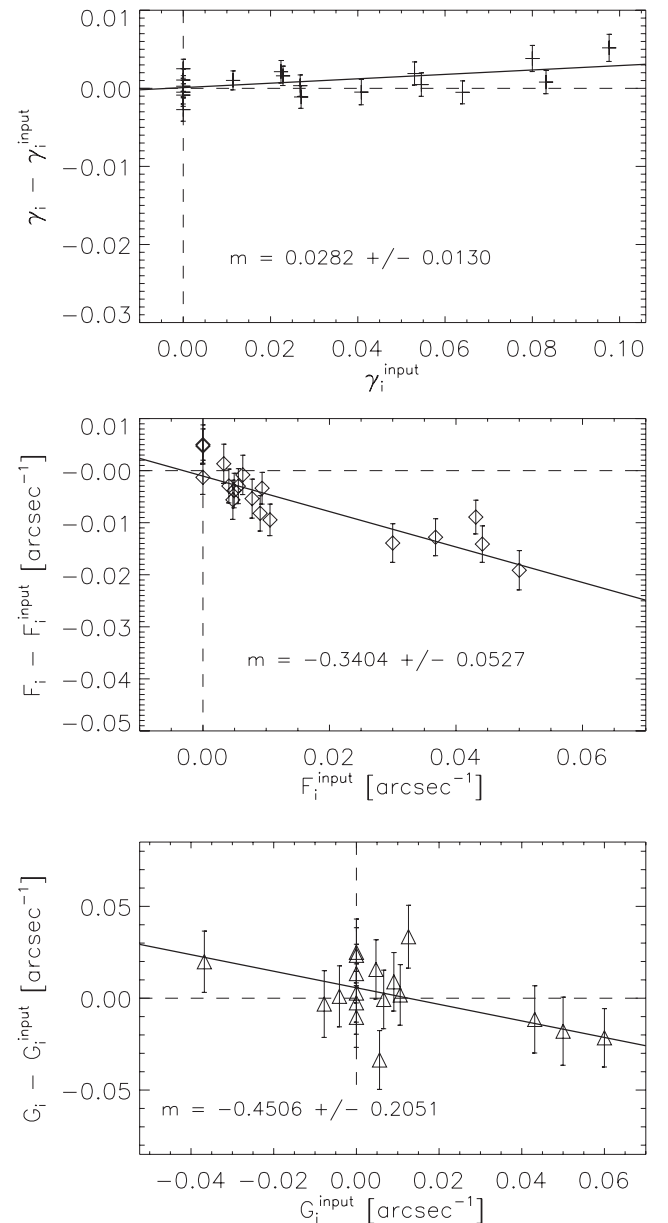 0.01
0.00
−0.01
−0.02
−0.03
γi − γi^input
m = 0.0282 +/− 0.0130
0.00 0.02 0.04 0.06 0.08 0.10
γi^input
0.01
−0.00
−0.01
−0.02
−0.03
−0.04
−0.05
Fi − Fi^input [arcsec^−1]
m = −0.3404 +/− 0.0527
0.00 0.02 0.04 0.06
Fi^input [arcsec^−1]
0.05
0.00
−0.05
Gi − Gi^input [arcsec^−1]
m = −0.4506 +/− 0.2051
−0.04 −0.02 0.00 0.02 0.04 0.06
Gi^input [arcsec^−1]